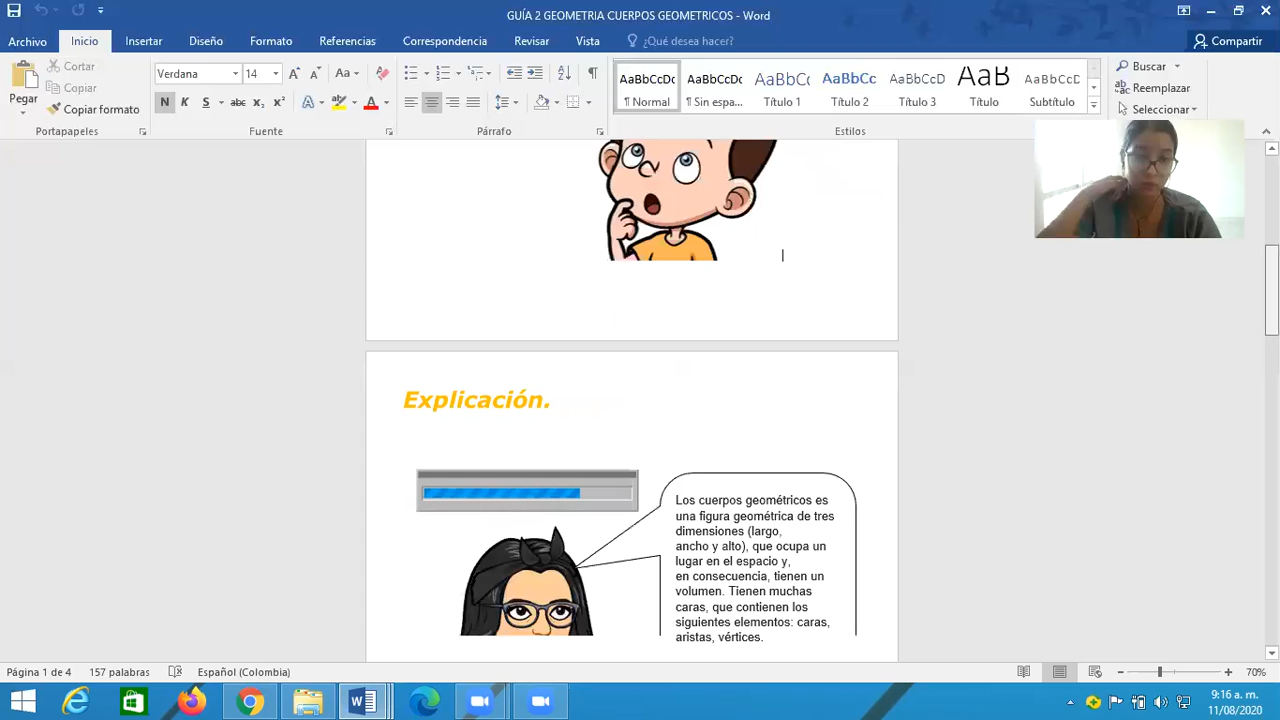 GUÍA 2 GEOMETRIA CUERPOS GEOMETRICOS - Word
Archivo Inicio Insertar Diseño Formato Referencias Correspondencia Revisar Vista ¿Qué desea hacer? Compartir
Pegar
Cortar
Copiar
Copiar formato
Portapapeles
Verdana 14
Aa
N K S abc x₂ x²
A A
Fuente
Párrafo
AaBbCcDc AaBbCcDc AaBbCc AaBbCc AaBbCcD AaB AaBbCcD
¶ Normal ¶ Sin espa... Título 1 Título 2 Título 3 Título Subtítulo
Estilos
Buscar
Reemplazar
Seleccionar
Explicación.
Los cuerpos geométricos es
una figura geométrica de tres
dimensiones (largo,
ancho y alto), que ocupa un
lugar en el espacio y,
en consecuencia, tienen un
volumen. Tienen muchas
caras, que contienen los
siguientes elementos: caras,
aristas, vértices.
Página 1 de 4 157 palabras Español (Colombia) 70%
9:16 a. m.
11/08/2020